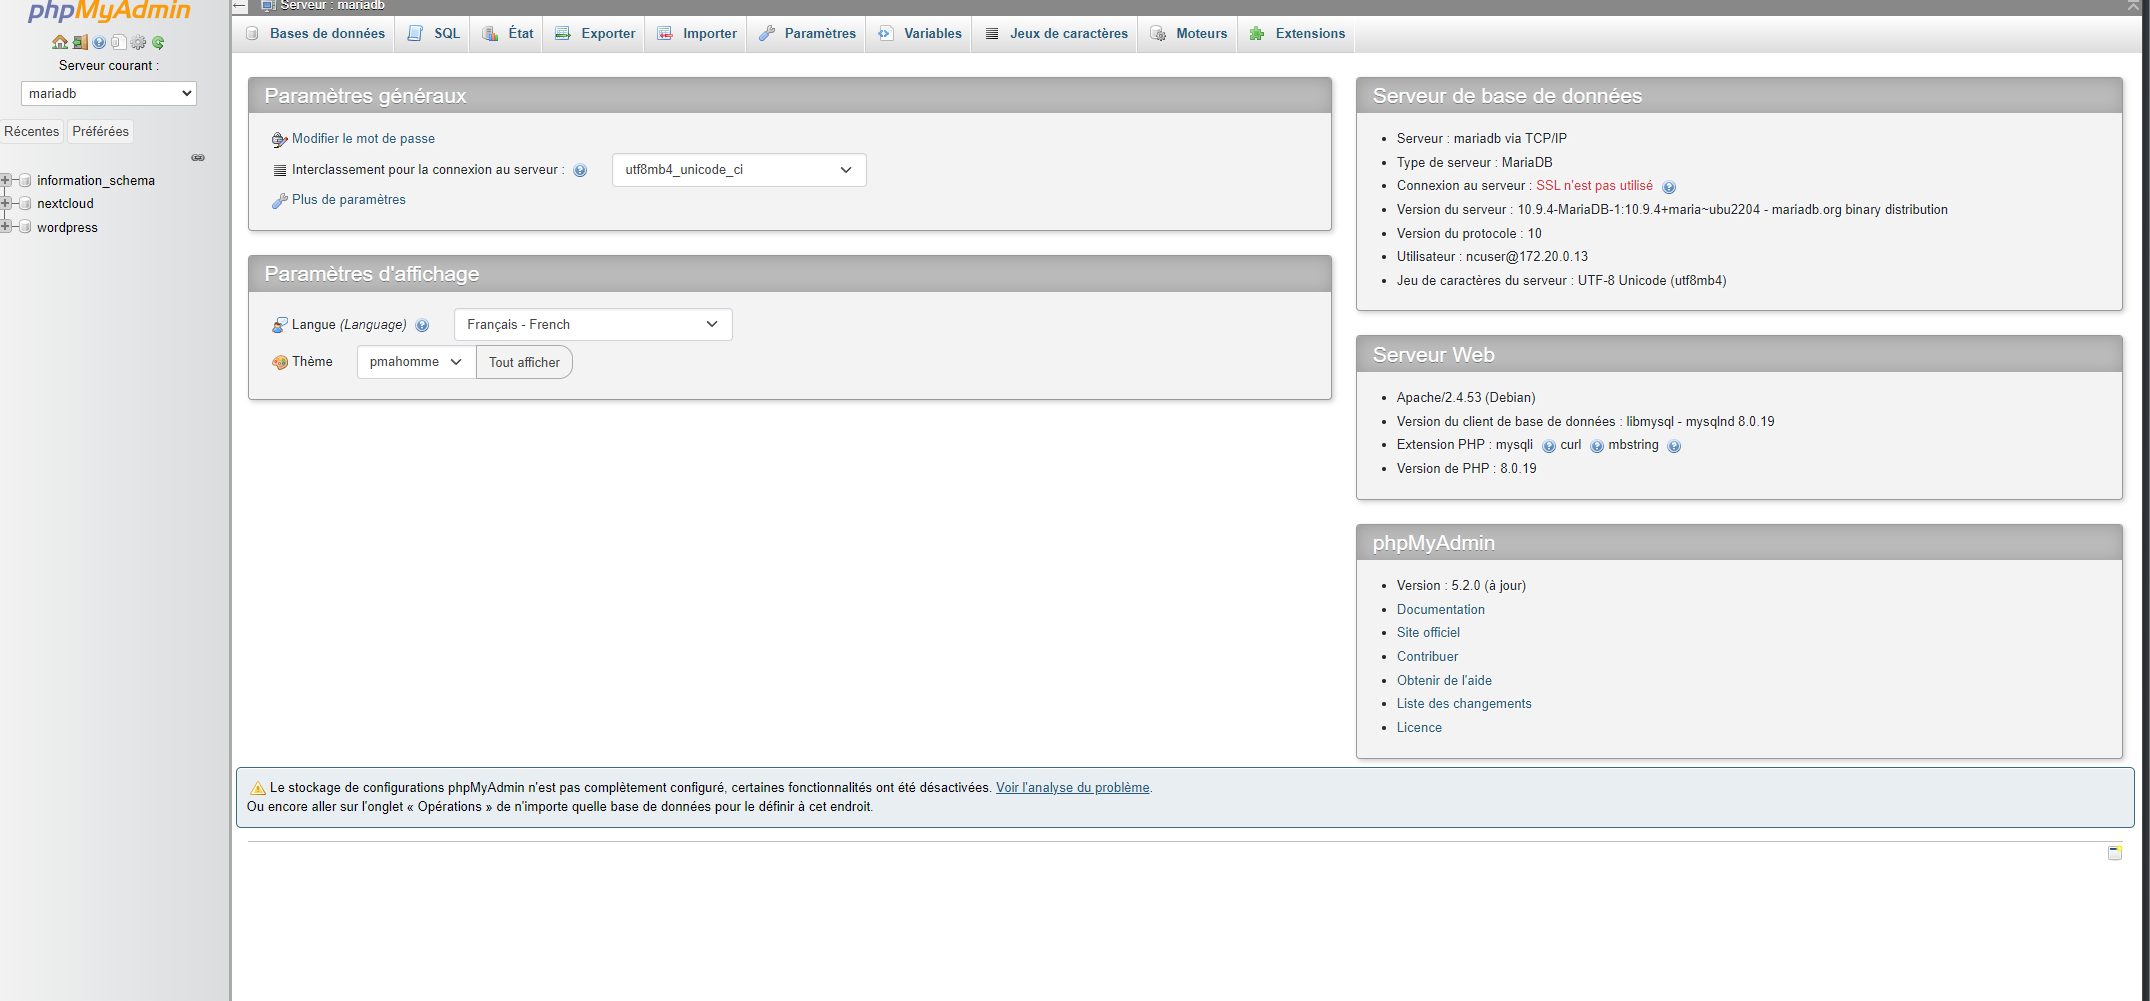 phpMyAdmin
Serveur courant :
mariadb
Récentes
Préférées
information_schema
nextcloud
wordpress
Serveur : mariadb
Bases de données
SQL
État
Exporter
Importer
Paramètres
Variables
Jeux de caractères
Moteurs
Extensions
Paramètres généraux
Modifier le mot de passe
Interclassement pour la connexion au serveur :
utf8mb4_unicode_ci
Plus de paramètres
Paramètres d'affichage
Langue (Language)
Français - French
Thème
pmahomme
Tout afficher
Serveur de base de données
Serveur : mariadb via TCP/IP
Type de serveur : MariaDB
Connexion au serveur : SSL n'est pas utilisé
Version du serveur : 10.9.4-MariaDB-1:10.9.4+maria~ubu2204 - mariadb.org binary distribution
Version du protocole : 10
Utilisateur : ncuser@172.20.0.13
Jeu de caractères du serveur : UTF-8 Unicode (utf8mb4)
Serveur Web
Apache/2.4.53 (Debian)
Version du client de base de données : libmysql - mysqlnd 8.0.19
Extension PHP : mysqli curl mbstring
Version de PHP : 8.0.19
phpMyAdmin
Version : 5.2.0 (à jour)
Documentation
Site officiel
Contribuer
Obtenir de l'aide
Liste des changements
Licence
Le stockage de configurations phpMyAdmin n'est pas complètement configuré, certaines fonctionnalités ont été désactivées. Voir l'analyse du problème.
Ou encore aller sur l'onglet « Opérations » de n'importe quelle base de données pour le définir à cet endroit.